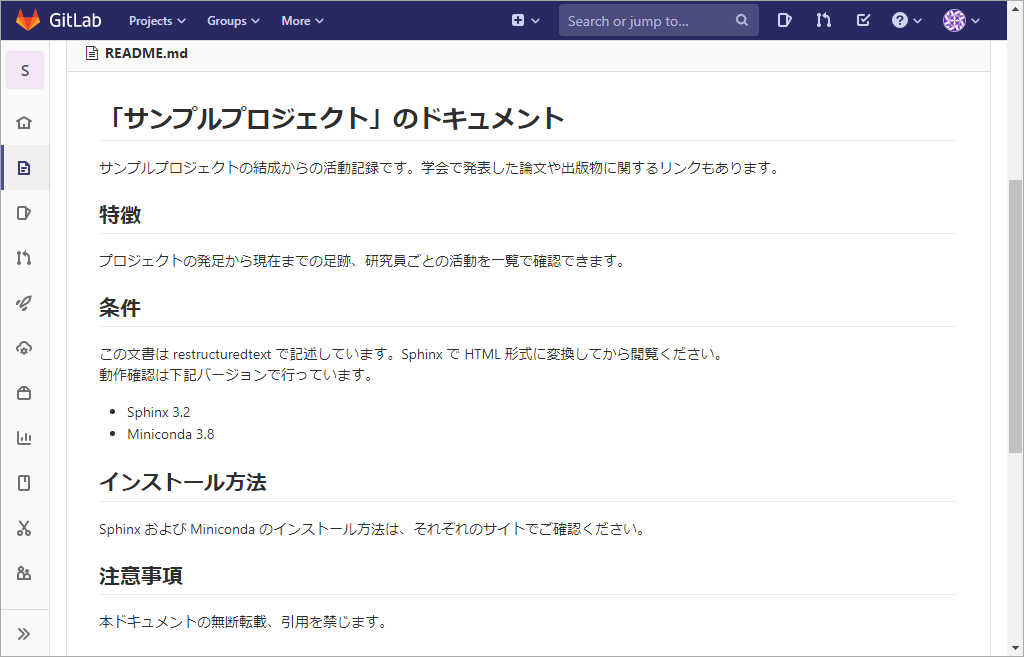 GitLab Projects Groups More Search or jump to...
S
README.md
「サンプルプロジェクト」のドキュメント
サンプルプロジェクトの結成からの活動記録です。学会で発表した論文や出版物に関するリンクもあります。
特徴
プロジェクトの発足から現在までの足跡、研究員ごとの活動を一覧で確認できます。
条件
この文書は restructuredtext で記述しています。Sphinx で HTML 形式に変換してから閲覧ください。
動作確認は下記バージョンで行っています。
• Sphinx 3.2
• Miniconda 3.8
インストール方法
Sphinx および Miniconda のインストール方法は、それぞれのサイトでご確認ください。
注意事項
本ドキュメントの無断転載、引用を禁じます。